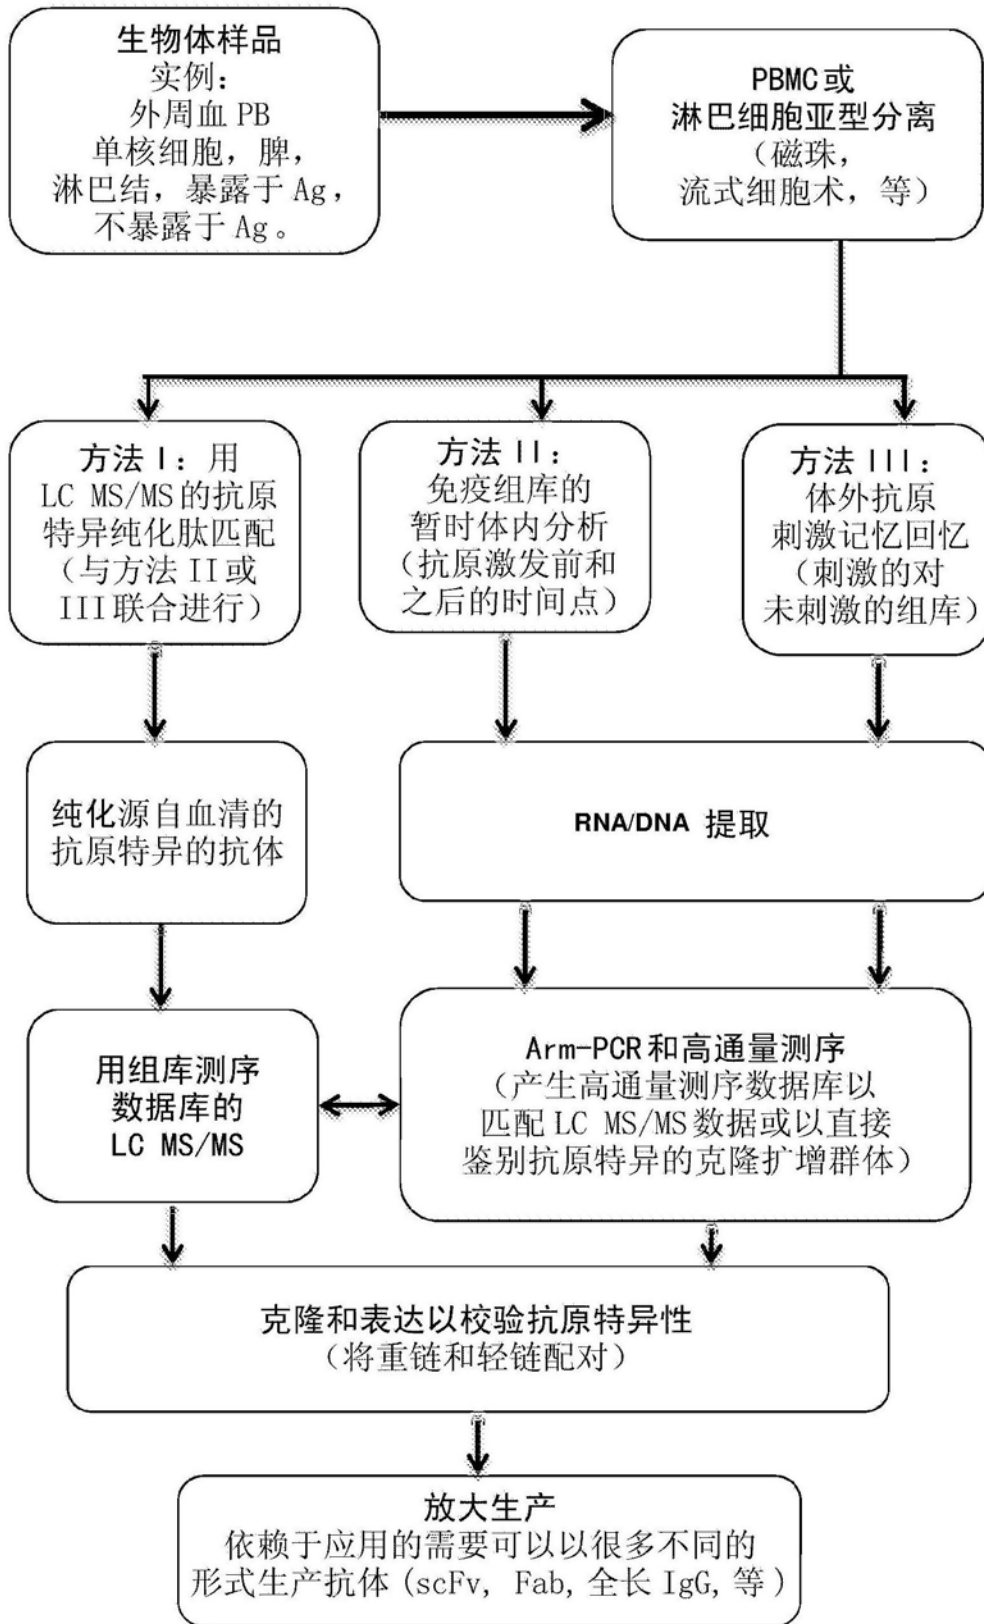 生物体样品
实例：
外周血 PB
单核细胞，脾，
淋巴结，暴露于 Ag，
不暴露于 Ag。
PBMC 或
淋巴细胞亚型分离
（磁珠，
流式细胞术，等）
方法 I：用
LC MS/MS 的抗原
特异纯化肽匹配
（与方法 II 或
III 联合进行）
方法 II：
免疫组库的
暂时体内分析
（抗原激发前和
之后的时间点）
方法 III：
体外抗原
刺激记忆回忆
（刺激的对
未刺激的组库）
纯化源自血清的
抗原特异的抗体
RNA/DNA 提取
用组库测序
数据库的
LC MS/MS
Arm-PCR 和高通量测序
（产生高通量测序数据库以
匹配 LC MS/MS 数据或以直接
鉴别抗原特异的克隆扩增群体）
克隆和表达以校验抗原特异性
（将重链和轻链配对）
放大生产
依赖于应用的需要可以以很多不同的
形式生产抗体 (scFv, Fab, 全长 IgG, 等)